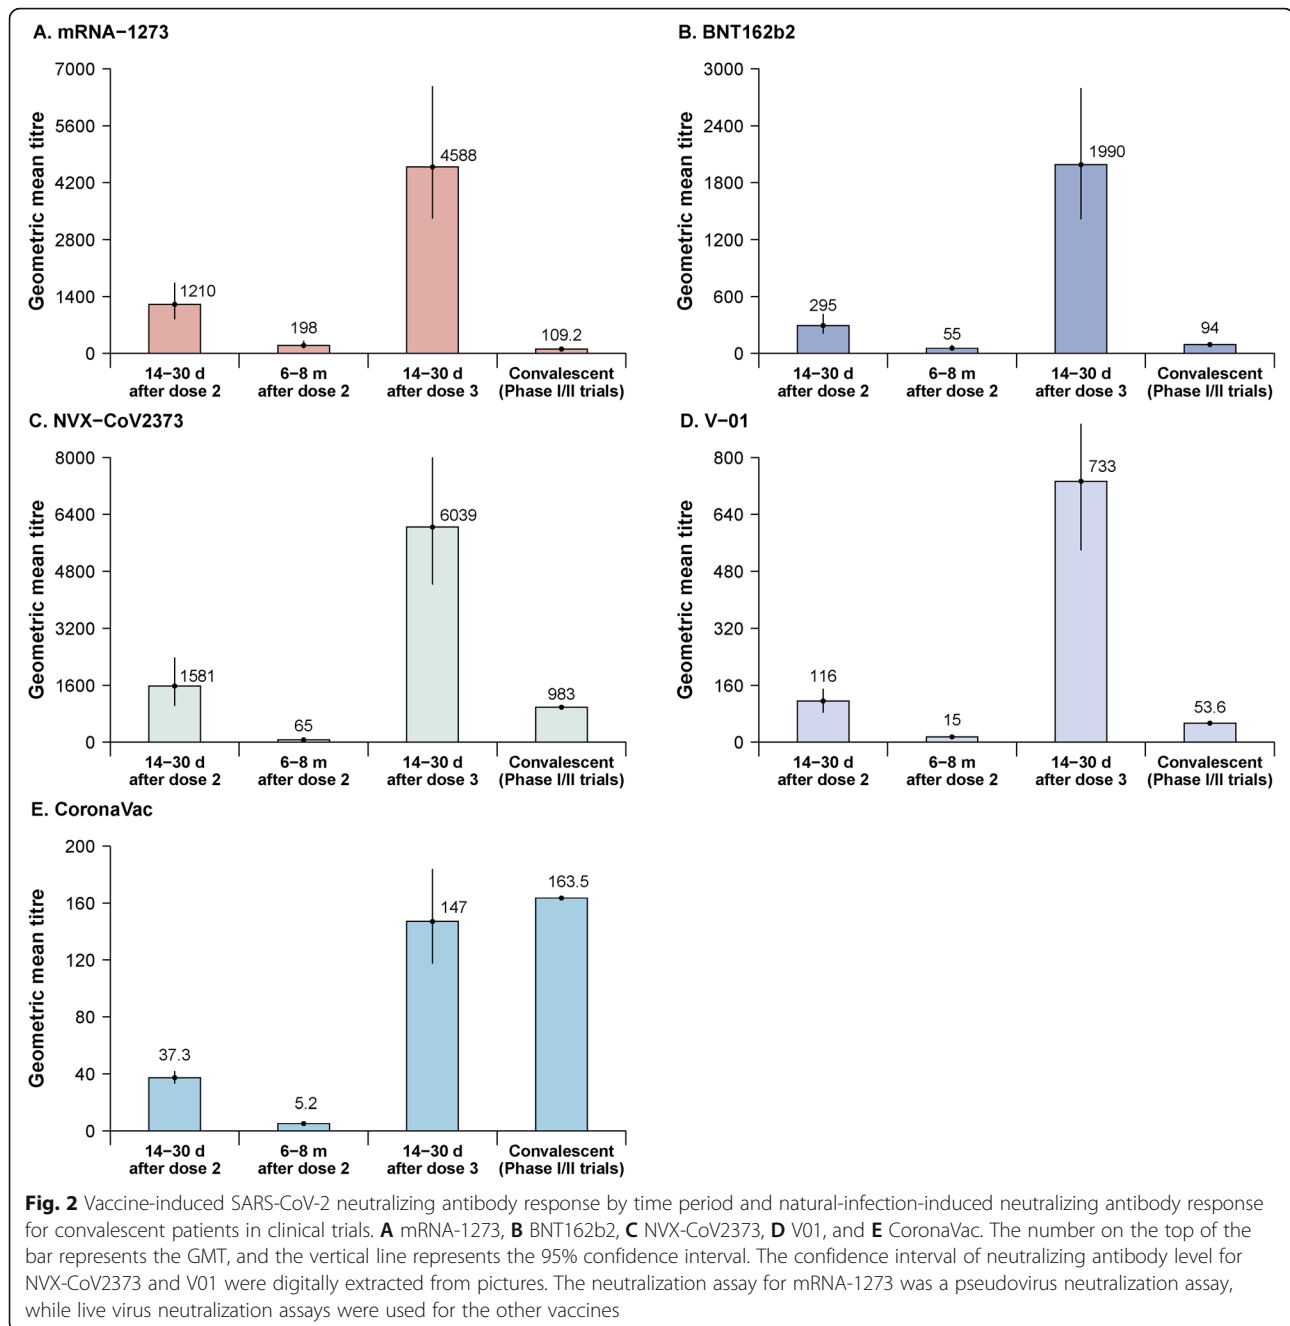 A. mRNA−1273
Geometric mean titre
7000
5600
4200
2800
1400
0
1210
198
4588
109.2
14−30 d
after dose 2
6−8 m
after dose 2
14−30 d
after dose 3
Convalescent
(Phase I/II trials)
B. BNT162b2
Geometric mean titre
3000
2400
1800
1200
600
0
295
55
1990
94
14−30 d
after dose 2
6−8 m
after dose 2
14−30 d
after dose 3
Convalescent
(Phase I/II trials)
C. NVX−CoV2373
Geometric mean titre
8000
6400
4800
3200
1600
0
1581
65
6039
983
14−30 d
after dose 2
6−8 m
after dose 2
14−30 d
after dose 3
Convalescent
(Phase I/II trials)
D. V−01
Geometric mean titre
800
640
480
320
160
0
116
15
733
53.6
14−30 d
after dose 2
6−8 m
after dose 2
14−30 d
after dose 3
Convalescent
(Phase I/II trials)
E. CoronaVac
Geometric mean titre
200
160
120
80
40
0
37.3
5.2
147
163.5
14−30 d
after dose 2
6−8 m
after dose 2
14−30 d
after dose 3
Convalescent
(Phase I/II trials)
Fig. 2 Vaccine-induced SARS-CoV-2 neutralizing antibody response by time period and natural-infection-induced neutralizing antibody response
for convalescent patients in clinical trials. A mRNA-1273, B BNT162b2, C NVX-CoV2373, D V01, and E CoronaVac. The number on the top of the
bar represents the GMT, and the vertical line represents the 95% confidence interval. The confidence interval of neutralizing antibody level for
NVX-CoV2373 and V01 were digitally extracted from pictures. The neutralization assay for mRNA-1273 was a pseudovirus neutralization assay,
while live virus neutralization assays were used for the other vaccines